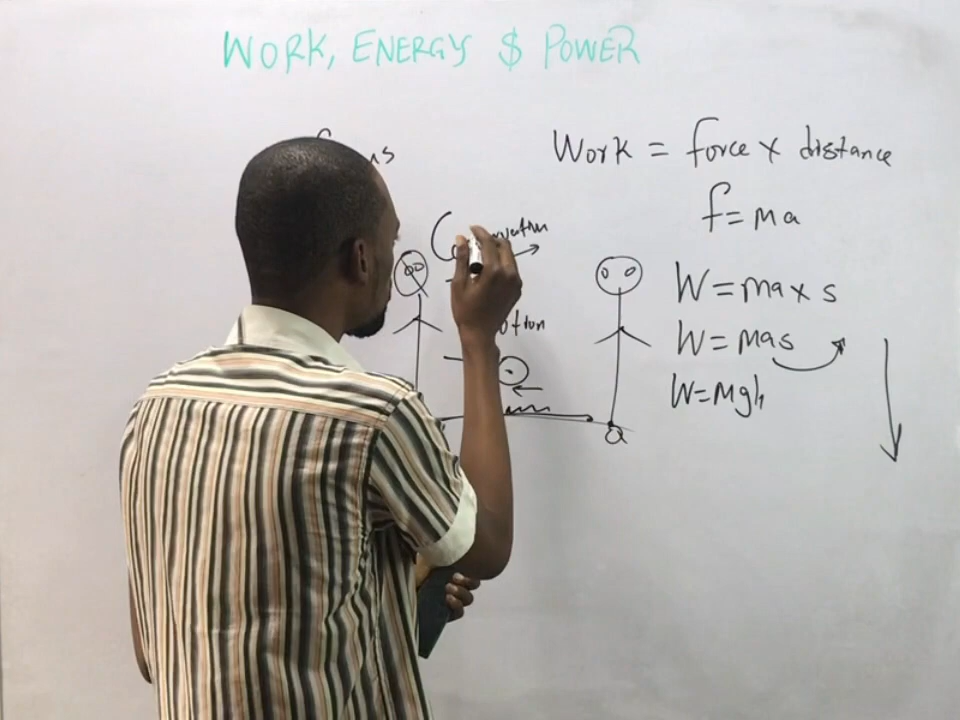 WORK, ENERGY $ POWER
Work = force x distance
f = ma
W = ma x s
W = mas
W = mgh
a